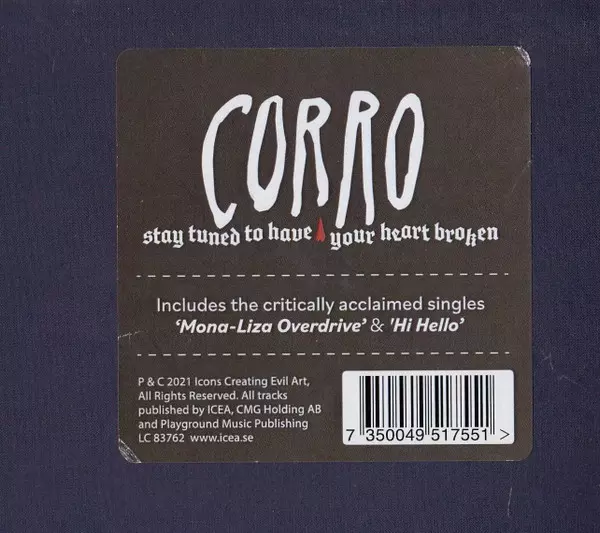 CORRO
stay tuned to have your heart broken
Includes the critically acclaimed singles
‘Mona-Liza Overdrive’ & 'Hi Hello’
P & C 2021 Icons Creating Evil Art,
All Rights Reserved. All tracks
published by ICEA, CMG Holding AB
and Playground Music Publishing
LC 83762 www.icea.se
7 350049 517551 >